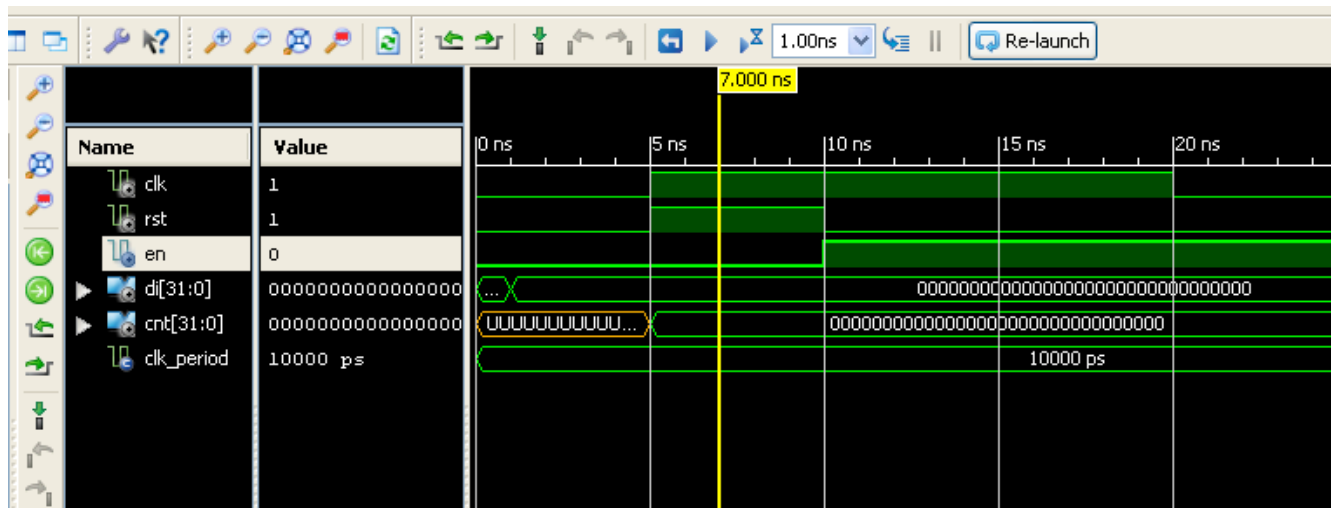 1.00ns Re-launch
7.000 ns
Name Value 0 ns 5 ns 10 ns 15 ns 20 ns
clk 1
rst 1
en 0
di[31:0] 0000000000000000 ... 00000000000000000000000000000000
cnt[31:0] 0000000000000000 UUUUUUUUUUU... 00000000000000000000000000000000
clk_period 10000 ps 10000 ps